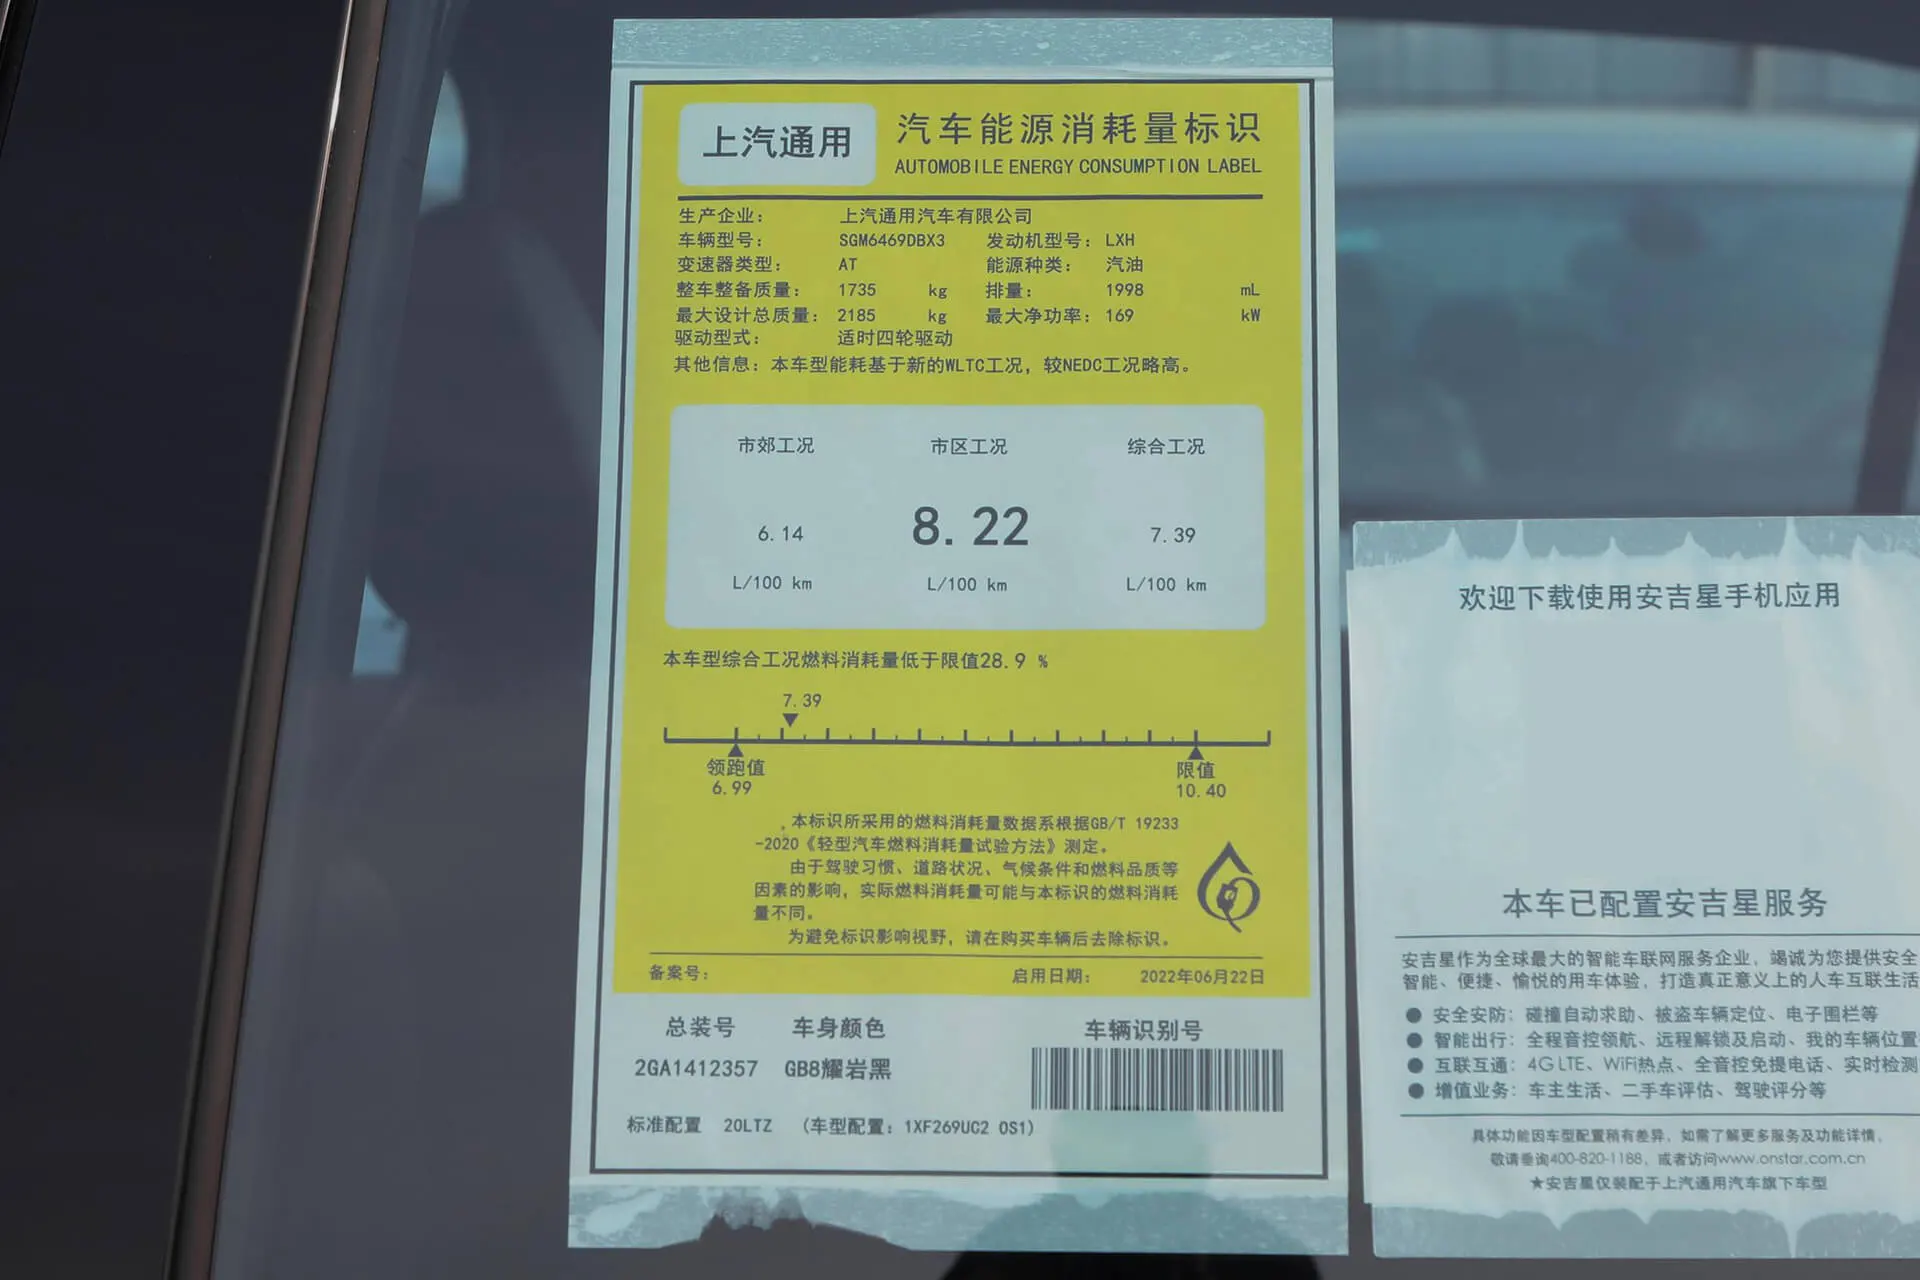 上汽通用
汽车能源消耗量标识
AUTOMOBILE ENERGY CONSUMPTION LABEL
生产企业： 上汽通用汽车有限公司
车辆型号： SGM6469DBX3 发动机型号： LXH
变速器类型： AT 能源种类： 汽油
整车整备质量： 1735 kg 排量： 1998 mL
最大设计总质量： 2185 kg 最大净功率： 169 kW
驱动型式： 适时四轮驱动
其他信息：本车型能耗基于新的WLTC工况，较NEDC工况略高。
市郊工况 市区工况 综合工况
6.14 8.22 7.39
L/100 km L/100 km L/100 km
本车型综合工况燃料消耗量低于限值28.9 %
7.39
领跑值 限值
6.99 10.40
本标识所采用的燃料消耗量数据系根据GB/T 19233
-2020《轻型汽车燃料消耗量试验方法》测定。
由于驾驶习惯、道路状况、气候条件和燃料品质等
因素的影响，实际燃料消耗量可能与本标识的燃料消耗
量不同。
为避免标识影响视野，请在购买车辆后去除标识。
备案号： 启用日期： 2022年06月22日
总装号 车身颜色 车辆识别号
2GA1412357 GB8耀岩黑
标准配置 20LTZ （车型配置：1XF269UC2 0S1）
欢迎下载使用安吉星手机应用
本车已配置安吉星服务
安吉星作为全球最大的智能车联网服务企业，竭诚为您提供安全
智能、便捷、愉悦的用车体验，打造真正意义上的人车互联生活
● 安全安防：碰撞自动求助、被盗车辆定位、电子围栏等
● 智能出行：全程音控领航、远程解锁及启动、我的车辆位置
● 互联互通：4G LTE、WiFi热点、全音控免提电话、实时检测
● 增值业务：车主生活、二手车评估、驾驶评分等
具体功能因车型配置稍有差异，如需了解更多服务及功能详情，
敬请垂询400-820-1188，或者访问www.onstar.com.cn
★安吉星仅装配于上汽通用汽车旗下车型